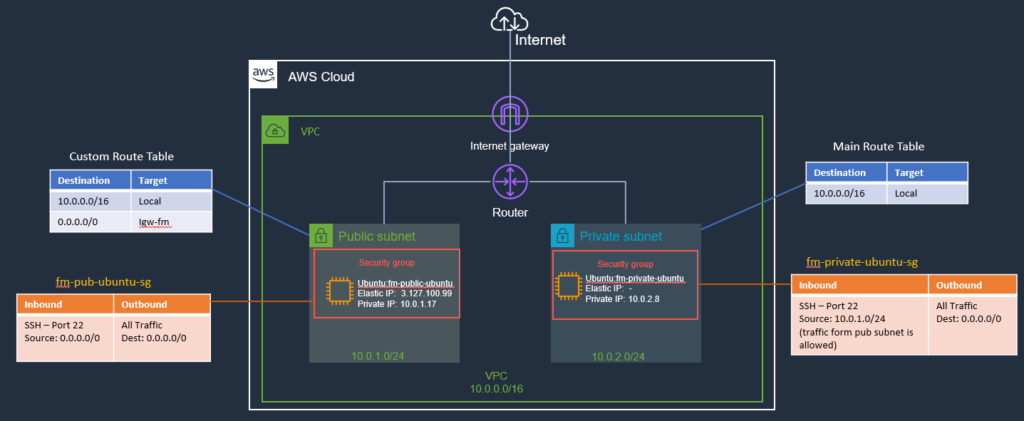 Internet
aws
AWS Cloud
VPC
Internet gateway
Router
Custom Route Table
Destination Target
10.0.0.0/16 Local
0.0.0.0/0 Igw-fm
Main Route Table
Destination Target
10.0.0.0/16 Local
Public subnet
Security group
Ubuntu:fm-public-ubuntu
Elastic IP: 3.127.100.99
Private IP: 10.0.1.17
10.0.1.0/24
Private subnet
Security group
Ubuntu:fm-private-ubuntu
Elastic IP: -
Private IP: 10.0.2.8
10.0.2.0/24
fm-pub-ubuntu-sg
Inbound Outbound
SSH – Port 22 All Traffic
Source: 0.0.0.0/0 Dest: 0.0.0.0/0
fm-private-ubuntu-sg
Inbound Outbound
SSH – Port 22 All Traffic
Source: 10.0.1.0/24 Dest: 0.0.0.0/0
(traffic form pub subnet is
allowed)
VPC
10.0.0.0/16